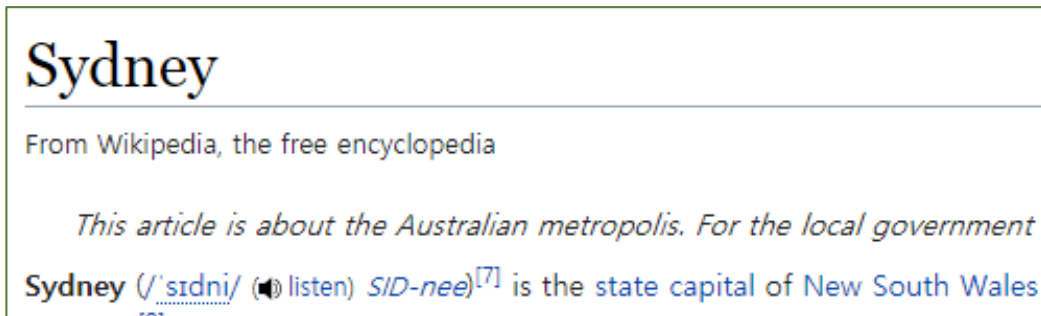 Sydney
From Wikipedia, the free encyclopedia
This article is about the Australian metropolis. For the local government
Sydney (/ˈsɪdni/ (listen) SID-nee)[7] is the state capital of New South Wales